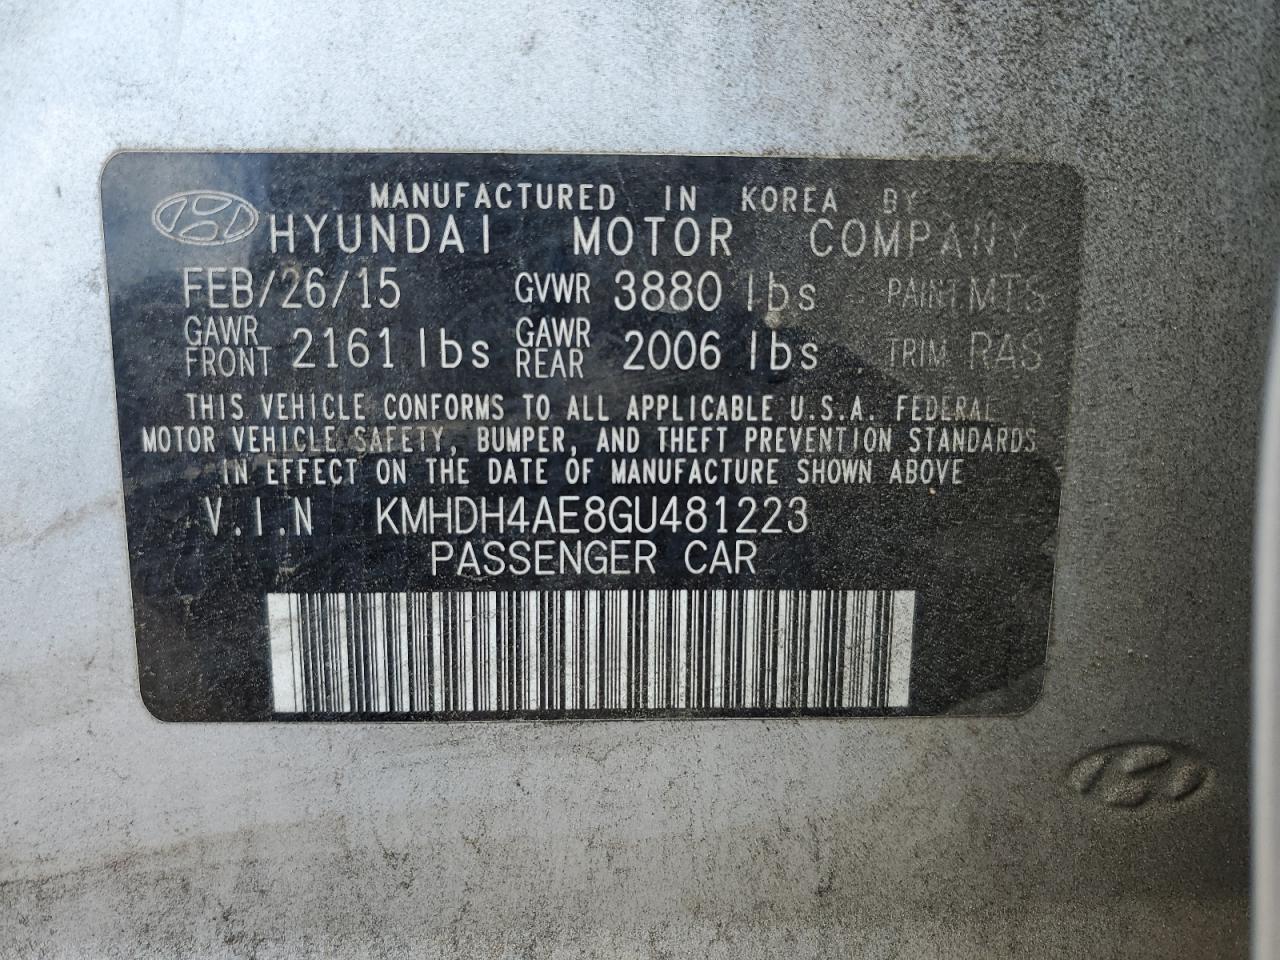 MANUFACTURED IN KOREA BY
HYUNDAI MOTOR COMPANY
FEB/26/15 GVWR 3880 lbs PAINT MTS
GAWR FRONT 2161 lbs GAWR REAR 2006 lbs TRIM RAS
THIS VEHICLE CONFORMS TO ALL APPLICABLE U.S.A. FEDERAL
MOTOR VEHICLE SAFETY, BUMPER, AND THEFT PREVENTION STANDARDS
IN EFFECT ON THE DATE OF MANUFACTURE SHOWN ABOVE
V.I.N KMHDH4AE8GU481223
PASSENGER CAR